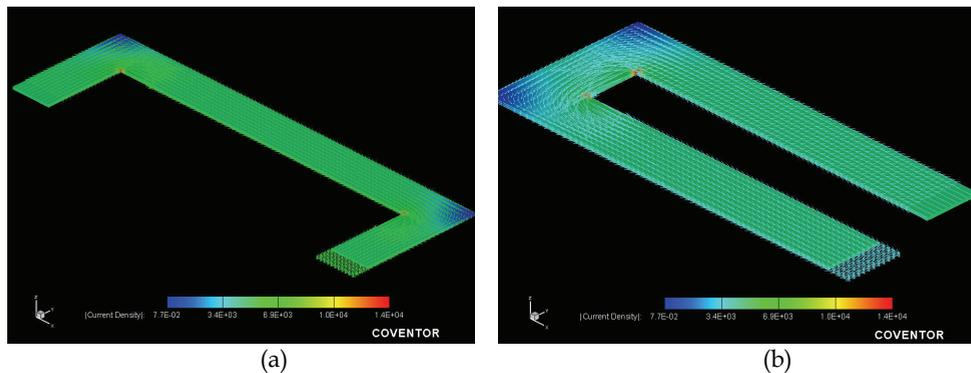 |Current Density|: 7.7E-02 3.4E+03 6.9E+03 1.0E+04 1.4E+04
COVENTOR
(a)
|Current Density|: 7.7E-02 3.4E+03 6.9E+03 1.0E+04 1.4E+04
COVENTOR
(b)